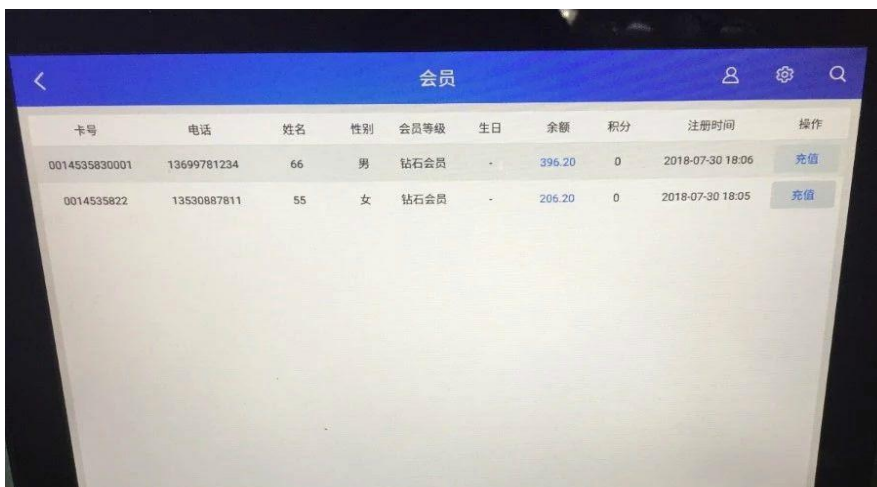 会员
卡号 电话 姓名 性别 会员等级 生日 余额 积分 注册时间 操作
0014535830001 13699781234 66 男 钻石会员 - 396.20 0 2018-07-30 18:06 充值
0014535822 13530887811 55 女 钻石会员 - 206.20 0 2018-07-30 18:05 充值